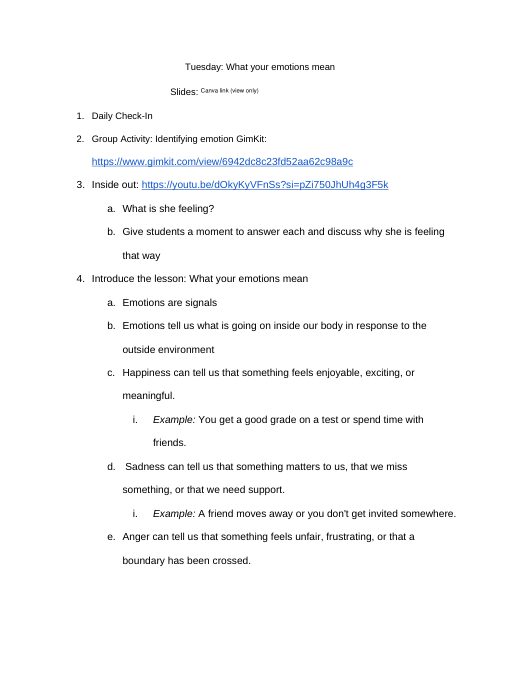 Tuesday: What your emotions mean
Slides: Canva link (view only)
1. Daily Check-In
2. Group Activity: Identifying emotion GimKit:
https://www.gimkit.com/view/6942dc8c23fd52aa62c98a9c
3. Inside out: https://youtu.be/dOkyKyVFnSs?si=pZi750JhUh4g3F5k
a. What is she feeling?
b. Give students a moment to answer each and discuss why she is feeling
that way
4. Introduce the lesson: What your emotions mean
a. Emotions are signals
b. Emotions tell us what is going on inside our body in response to the
outside environment
c. Happiness can tell us that something feels enjoyable, exciting, or
meaningful.
i. Example: You get a good grade on a test or spend time with
friends.
d. Sadness can tell us that something matters to us, that we miss
something, or that we need support.
i. Example: A friend moves away or you don't get invited somewhere.
e. Anger can tell us that something feels unfair, frustrating, or that a
boundary has been crossed.